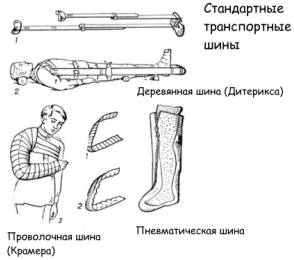 Стандартные
транспортные
шины
1
2
Деревянная шина (Дитерикса)
1
2
3
Проволочная шина
(Крамера)
Пневматическая шина